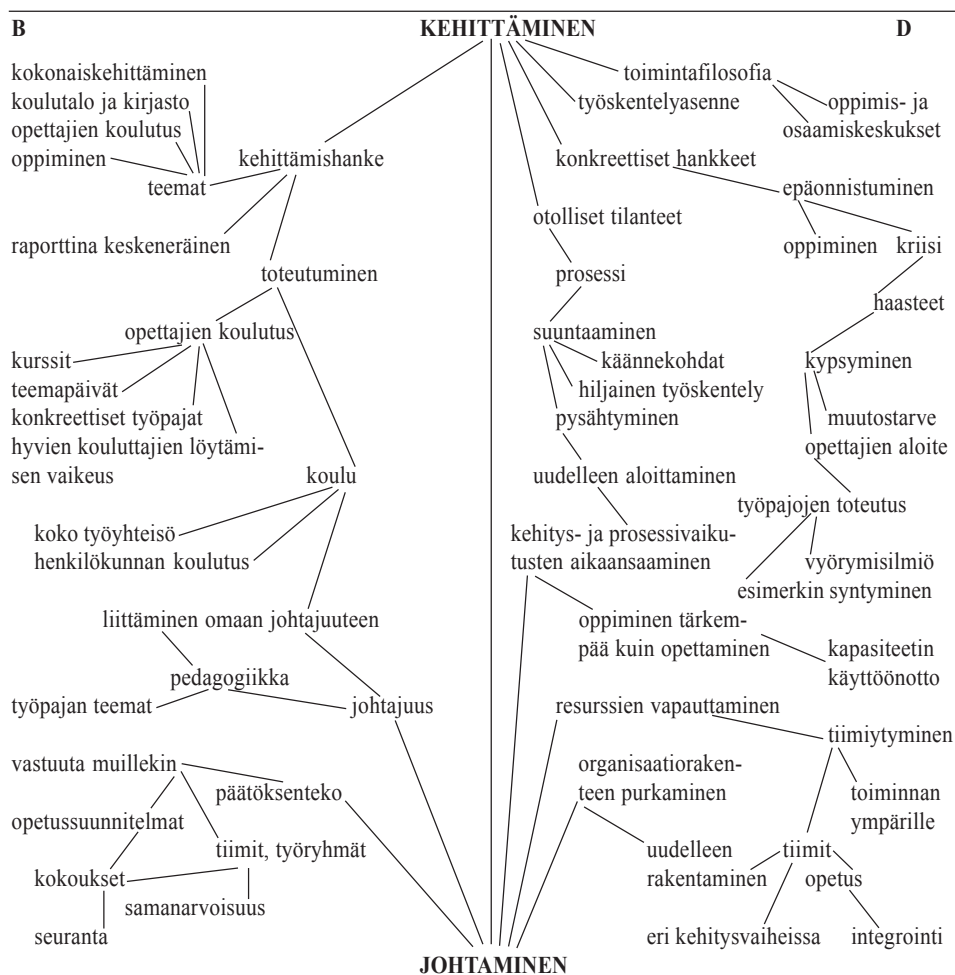 B
KEHITTÄMINEN
D
kokonaiskehittäminen
koulutalo ja kirjasto
opettajien koulutus
oppiminen
teemat
kehittämishanke
raporttina keskeneräinen
toteutuminen
opettajien koulutus
kurssit
teemapäivät
konkreettiset työpajat
hyvien kouluttajien löytämi-
sen vaikeus
koulu
koko työyhteisö
henkilökunnan koulutus
liittäminen omaan johtajuuteen
pedagogiikka
työpajan teemat
johtajuus
vastuuta muillekin
päätöksenteko
opetussuunnitelmat
tiimit, työryhmät
kokoukset
samanarvoisuus
seuranta
toimintafilosofia
työskentelyasenne
oppimis- ja
osaamiskeskukset
konkreettiset hankkeet
epäonnistuminen
otolliset tilanteet
oppiminen
kriisi
prosessi
haasteet
suuntaaminen
käännekohdat
hiljainen työskentely
pysähtyminen
kypsyminen
muutostarve
opettajien aloite
uudelleen aloittaminen
työpajojen toteutus
kehitys- ja prosessivaiku-
tusten aikaansaaminen
vyörymisilmiö
esimerkin syntyminen
oppiminen tärkem-
pää kuin opettaminen
kapasiteetin
käyttöönotto
resurssien vapauttaminen
tiimiytyminen
organisaatioraken-
teen purkaminen
toiminnan
ympärille
uudelleen
rakentaminen
tiimit
opetus
eri kehitysvaiheissa
integrointi
JOHTAMINEN